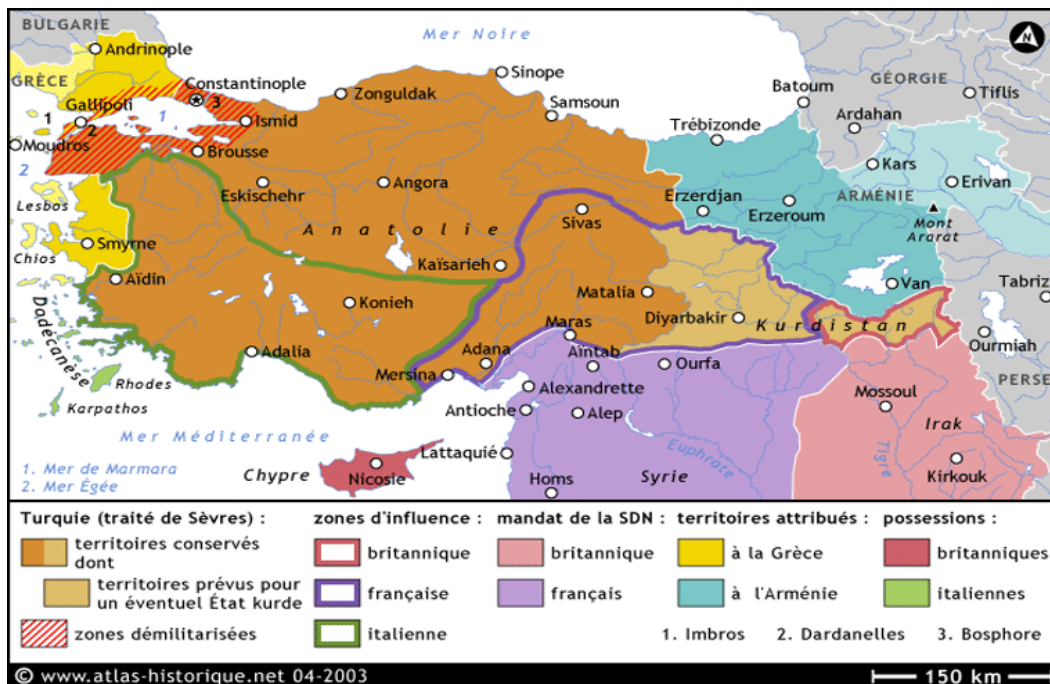 BULGARIE
Andrinople
Mer Noire
N
GRÈCE
Constantinople
3
Sinope
GÉORGIE
Gallipoli
Zonguldak
Batoum
Tiflis
1
1.
Samsoun
2
Ismid
Ardahan
Moudros
Trébizonde
Brousse
Kars
2
Eskischehr
Angora
Erzerdjan
ARMÉNIE
Erivan
Lesbos
Erzeroum
Sivas
Mont
Ararat
Anatolie
Smyrne
Chios
Kaïsarieh
Aïdin
Van
Matalia
Tabriz
Konieh
Diyarbakir
Kurdistan
Dodécanèse
Maras
Adalia
Adana
Aïntab
Ourfa
Ourmiah
Rhodes
Mersina
Alexandrette
PERSE
Karpathos
Antioche
Alep
Mossoul
Irak
Mer Méditerranée
Euphrate
Tigre
Lattaquié
1. Mer de Marmara
Chypre
Nicosie
Syrie
Kirkouk
2. Mer Égée
Homs
Turquie (traité de Sèvres) :
territoires conservés
dont
territoires prévus pour
un éventuel État kurde
zones démilitarisées
zones d'influence :
britannique
française
italienne
mandat de la SDN :
britannique
français
territoires attribués :
à la Grèce
à l'Arménie
possessions :
britanniques
italiennes
1. Imbros 2. Dardanelles 3. Bosphore
© www.atlas-historique.net 04-2003
150 km